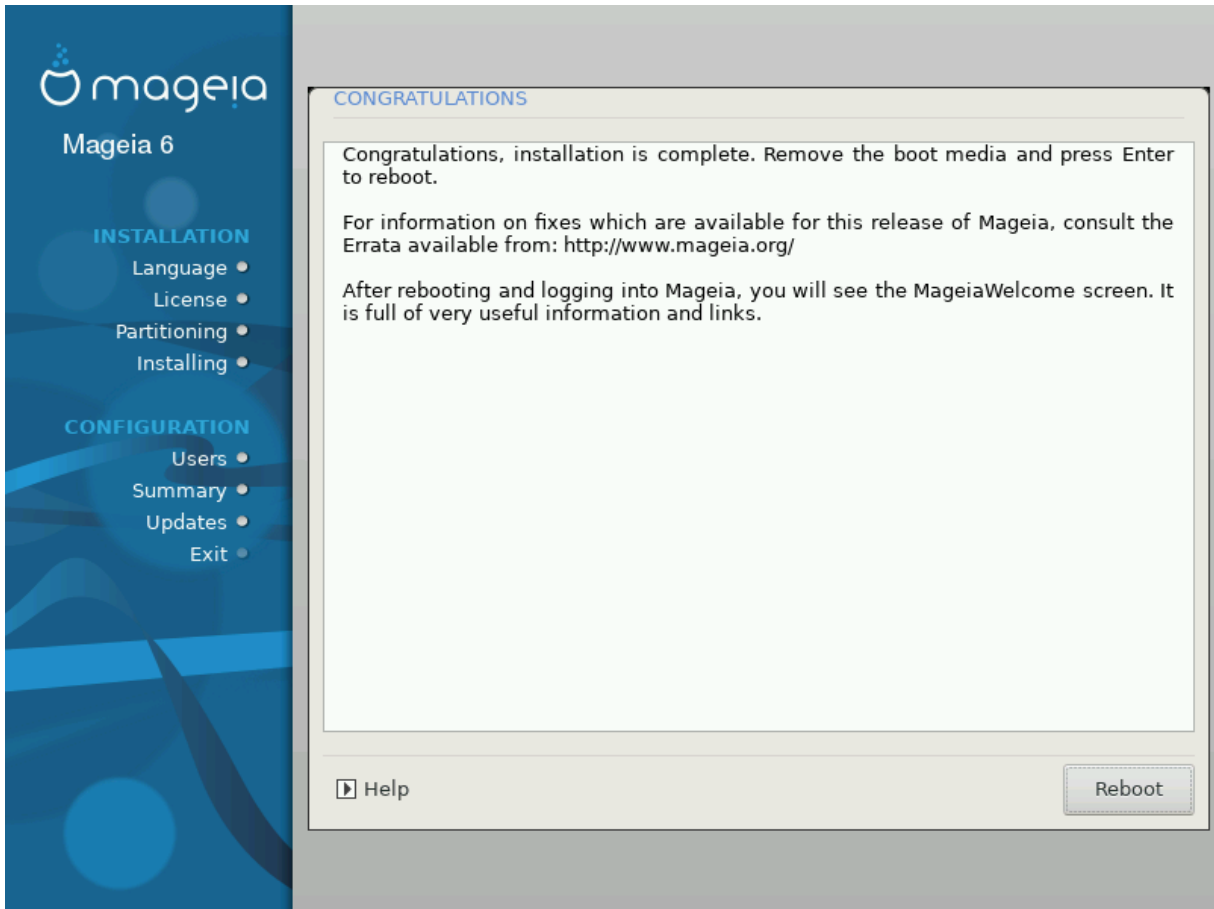 mageia
Mageia 6
INSTALLATION
Language
License
Partitioning
Installing
CONFIGURATION
Users
Summary
Updates
Exit
CONGRATULATIONS
Congratulations, installation is complete. Remove the boot media and press Enter
to reboot.
For information on fixes which are available for this release of Mageia, consult the
Errata available from: http://www.mageia.org/
After rebooting and logging into Mageia, you will see the MageiaWelcome screen. It
is full of very useful information and links.
Help
Reboot